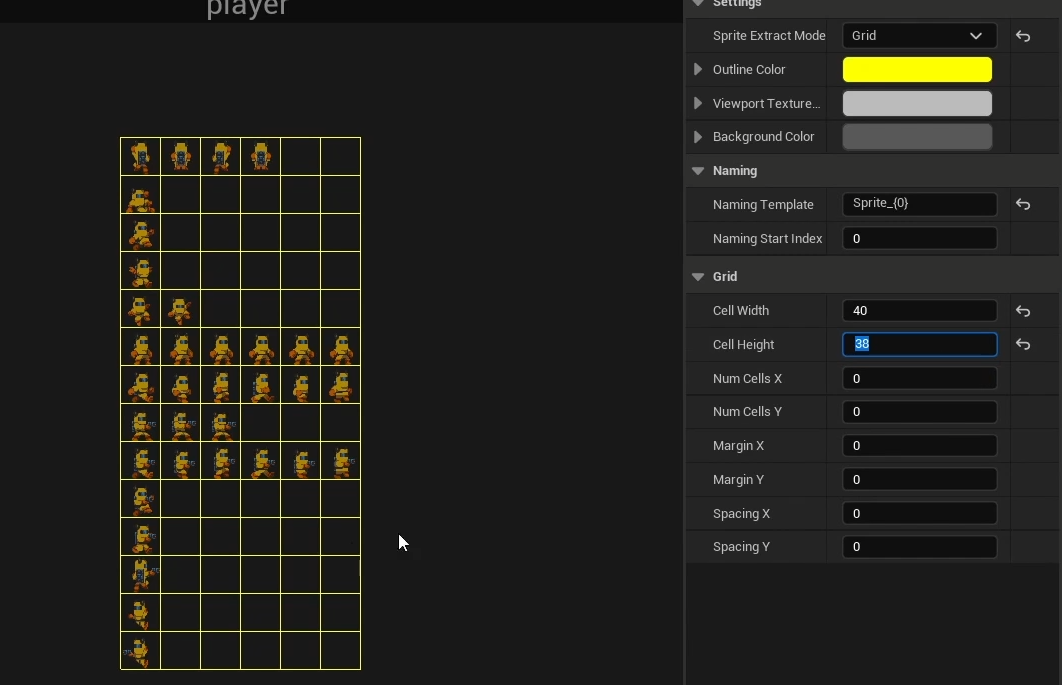 player
Settings
Sprite Extract Mode Grid
Outline Color
Viewport Texture...
Background Color
Naming
Naming Template Sprite_{0}
Naming Start Index 0
Grid
Cell Width 40
Cell Height 38
Num Cells X 0
Num Cells Y 0
Margin X 0
Margin Y 0
Spacing X 0
Spacing Y 0